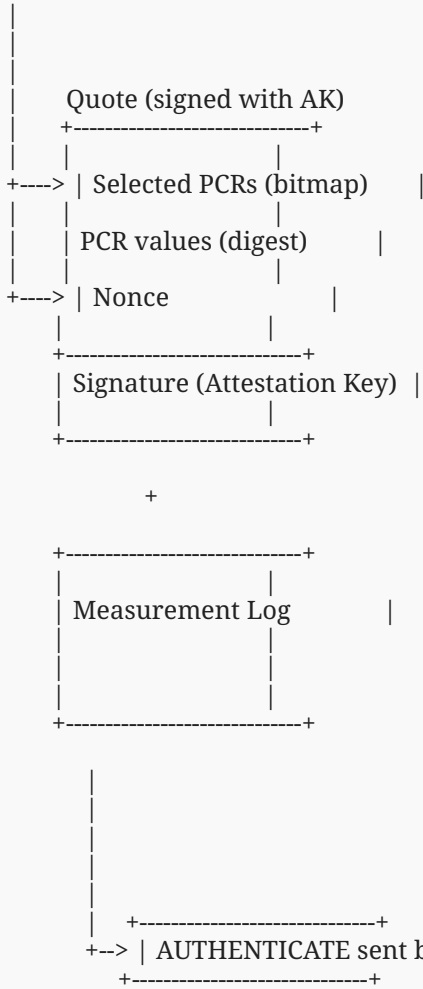 |
|
|
| Quote (signed with AK)
| +-----------------------------+
| | |
+----> | Selected PCRs (bitmap) |
| | |
| | PCR values (digest) |
| | |
+----> | Nonce |
| |
+-----------------------------+
| Signature (Attestation Key) |
| |
+-----------------------------+
+
+-----------------------------+
| |
| Measurement Log |
| |
| |
| |
+-----------------------------+
|
|
|
|
|
| +-----------------------------+
+--> | AUTHENTICATE sent
+-----------------------------+